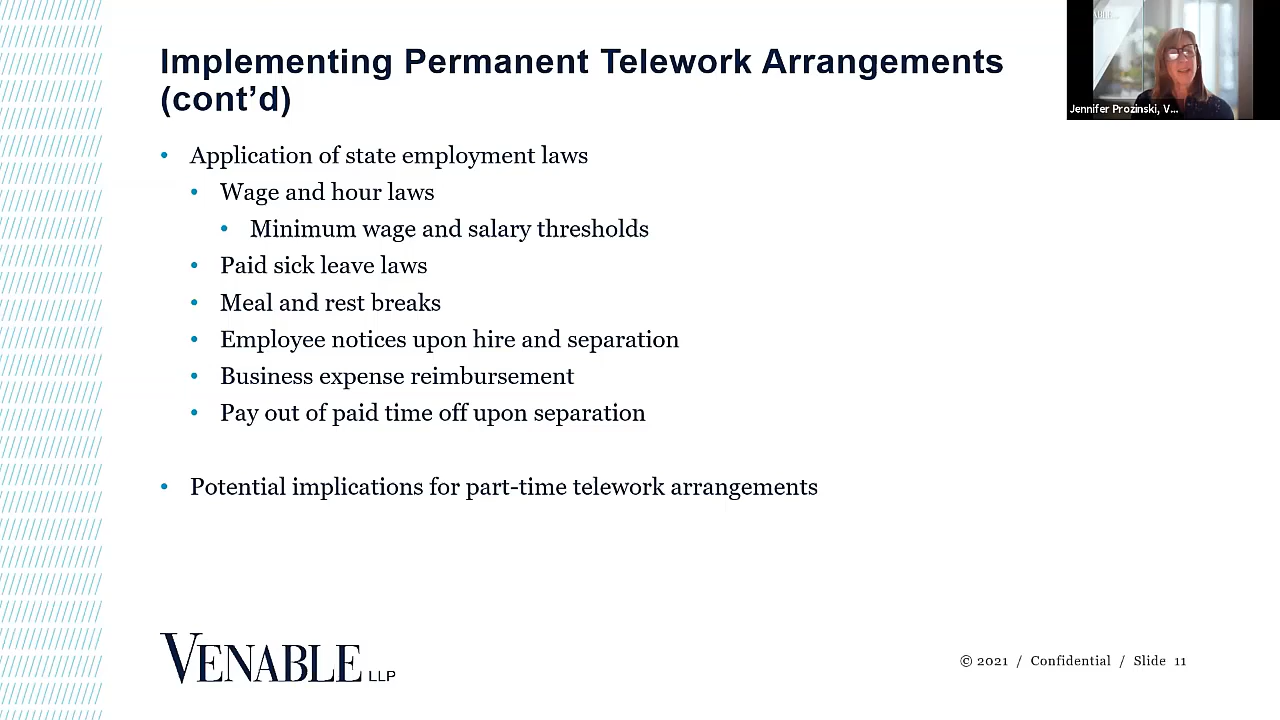 Implementing Permanent Telework Arrangements
(cont’d)
Jennifer Prozinski, V...
• Application of state employment laws
• Wage and hour laws
• Minimum wage and salary thresholds
• Paid sick leave laws
• Meal and rest breaks
• Employee notices upon hire and separation
• Business expense reimbursement
• Pay out of paid time off upon separation
• Potential implications for part-time telework arrangements
VENABLE LLP
© 2021 / Confidential / Slide 11